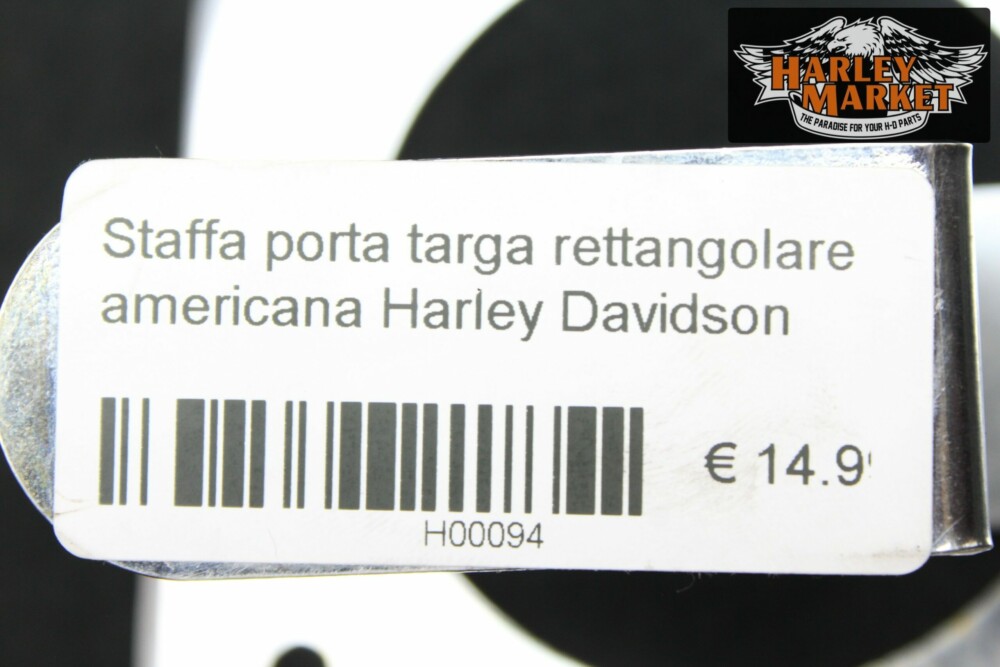 HARLEY
MARKET
THE PARADISE FOR YOUR H-D PARTS
Staffa porta targa rettangolare
americana Harley Davidson
€ 14.9
H00094